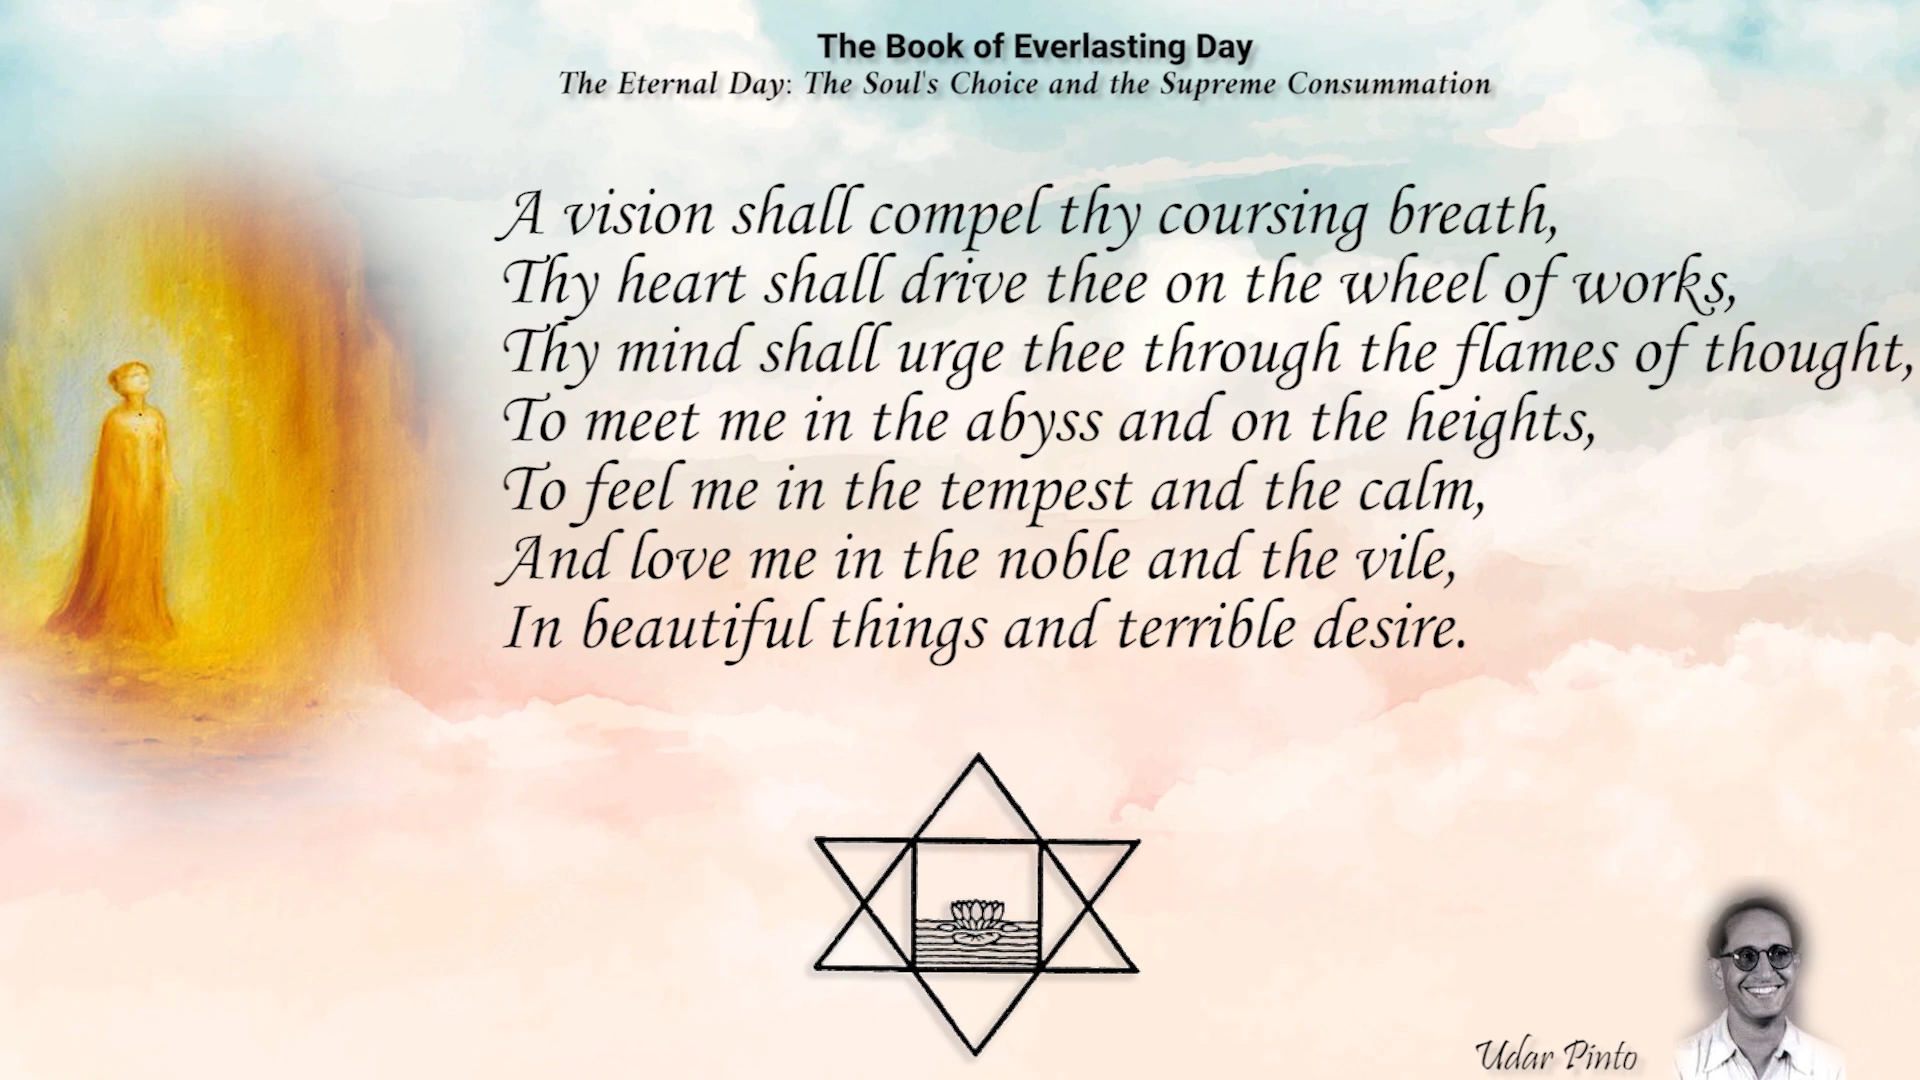 The Book of Everlasting Day
The Eternal Day: The Soul's Choice and the Supreme Consummation
A vision shall compel thy coursing breath,
Thy heart shall drive thee on the wheel of works,
Thy mind shall urge thee through the flames of thought,
To meet me in the abyss and on the heights,
To feel me in the tempest and the calm,
And love me in the noble and the vile,
In beautiful things and terrible desire.
Udar Pinto